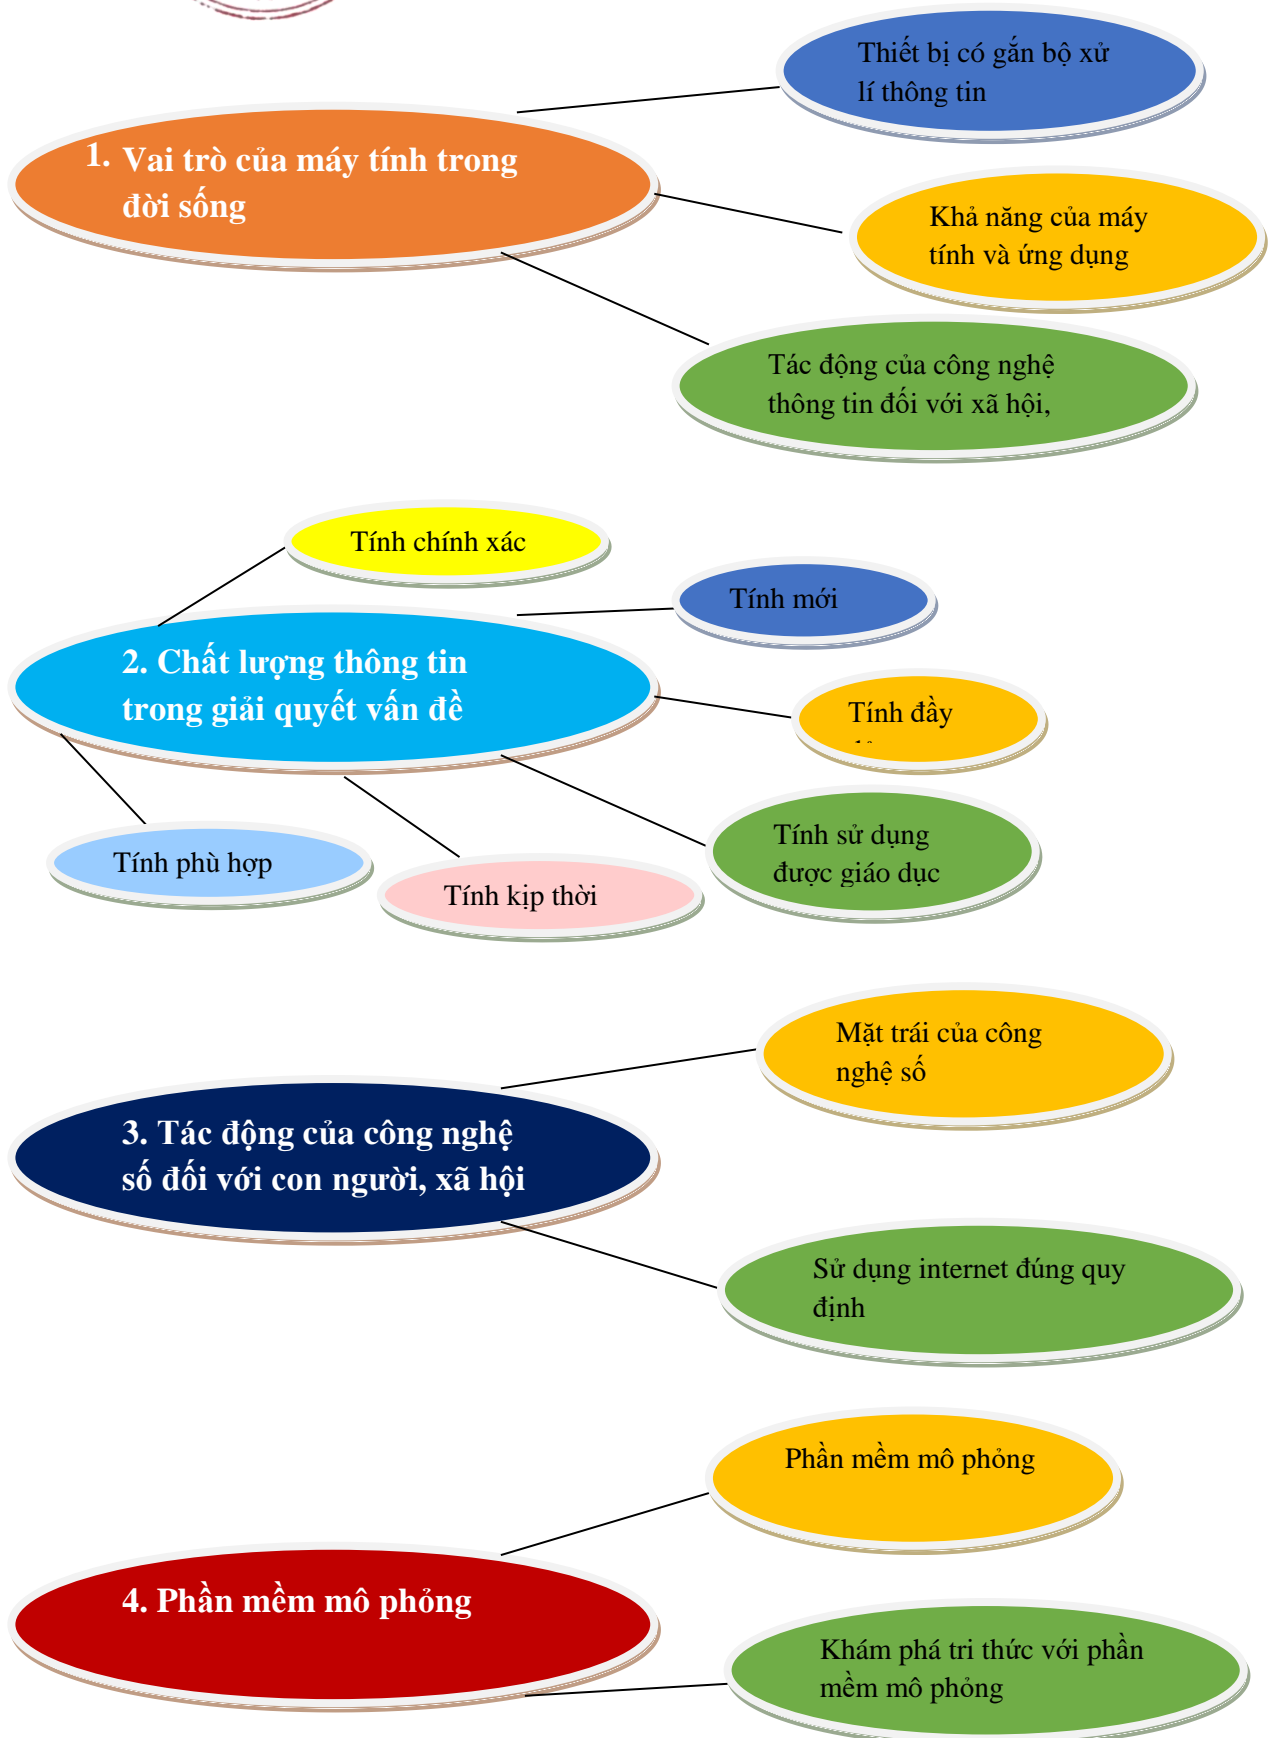 Thiết bị có gắn bộ xử
lí thông tin
1. Vai trò của máy tính trong
đời sống
Khả năng của máy
tính và ứng dụng
Tác động của công nghệ
thông tin đối với xã hội,
Tính chính xác
Tính mới
2. Chất lượng thông tin
trong giải quyết vấn đề
Tính đầy
Tính sử dụng
được giáo dục
Tính phù hợp
Tính kịp thời
Mặt trái của công
nghệ số
3. Tác động của công nghệ
số đối với con người, xã hội
Sử dụng internet đúng quy
định
Phần mềm mô phỏng
4. Phần mềm mô phỏng
Khám phá tri thức với phần
mềm mô phỏng